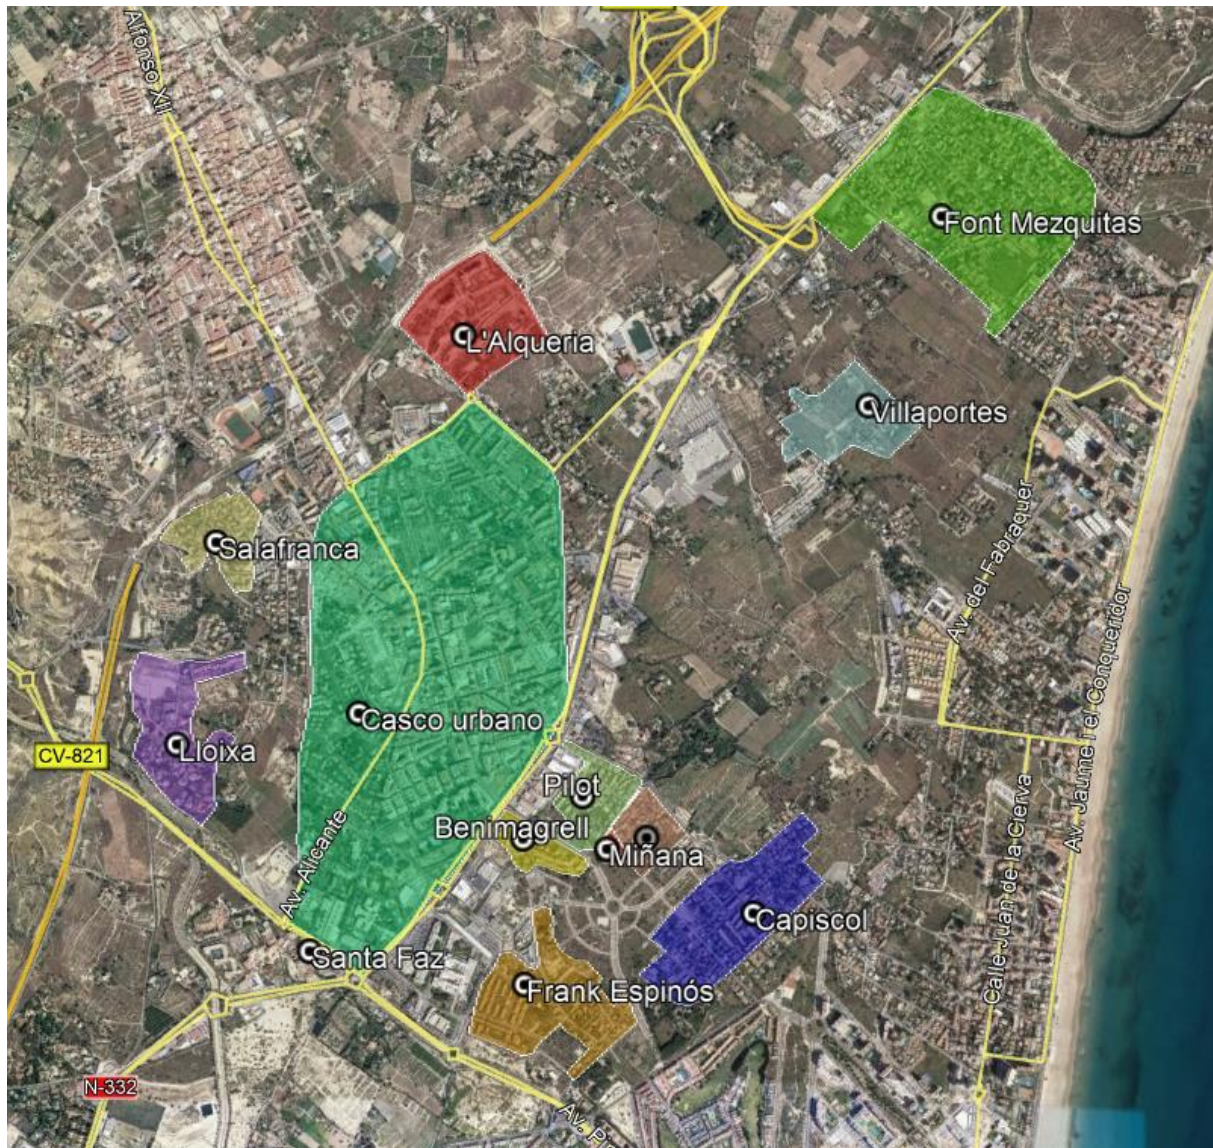 Alfonso XII
Font Mezquitas
L'Alqueria
Villaportes
Salafranca
Av. del Fabraquer
Av. Jaume I el Conqueridor
Casco urbano
Lloixa
CV-821
Pilot
Benimagrell
Miñana
Calle Juan de la Cierva
Av. Alicante
Capiscol
Santa Faz
Frank Espinós
N-332